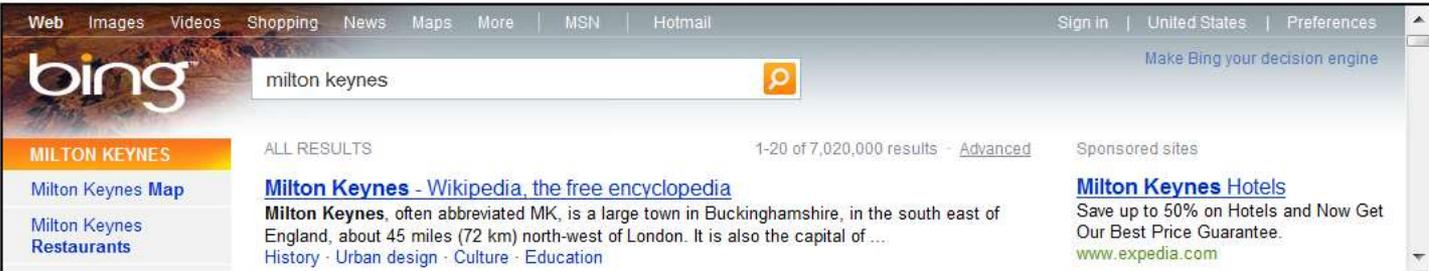 Web Images Videos Shopping News Maps More | MSN | Hotmail
Sign in | United States | Preferences
bing™
milton keynes
Make Bing your decision engine
MILTON KEYNES
Milton Keynes Map
Milton Keynes
Restaurants
ALL RESULTS
1-20 of 7,020,000 results · Advanced
Milton Keynes - Wikipedia, the free encyclopedia
Milton Keynes, often abbreviated MK, is a large town in Buckinghamshire, in the south east of
England, about 45 miles (72 km) north-west of London. It is also the capital of ...
History · Urban design · Culture · Education
Sponsored sites
Milton Keynes Hotels
Save up to 50% on Hotels and Now Get
Our Best Price Guarantee.
www.expedia.com